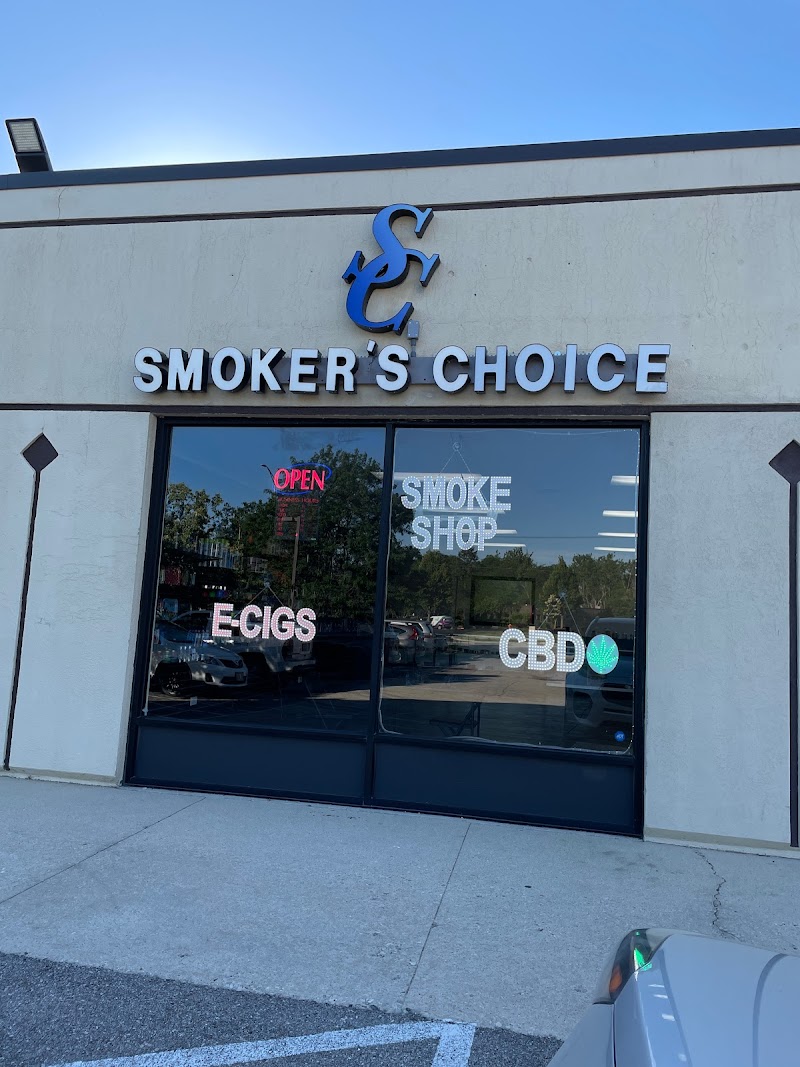 SC
SMOKER'S CHOICE
OPEN
SMOKE
SHOP
E-CIGS
CBD